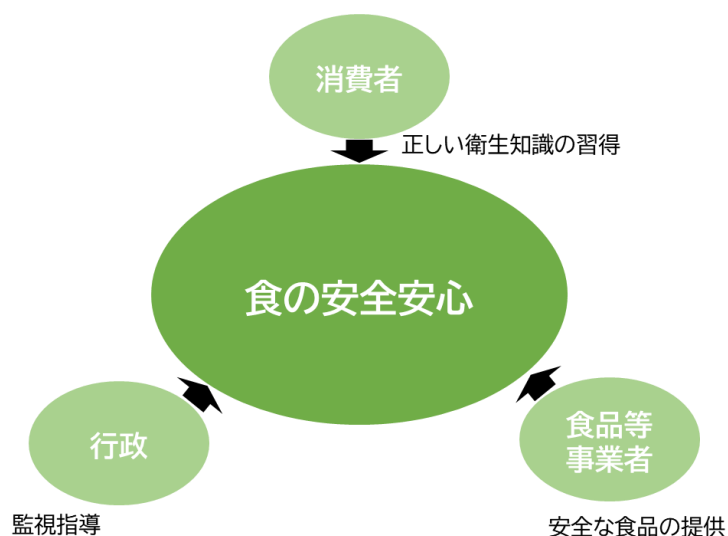 消費者
正しい衛生知識の習得
食の安全安心
行政
監視指導
食品等
事業者
安全な食品の提供